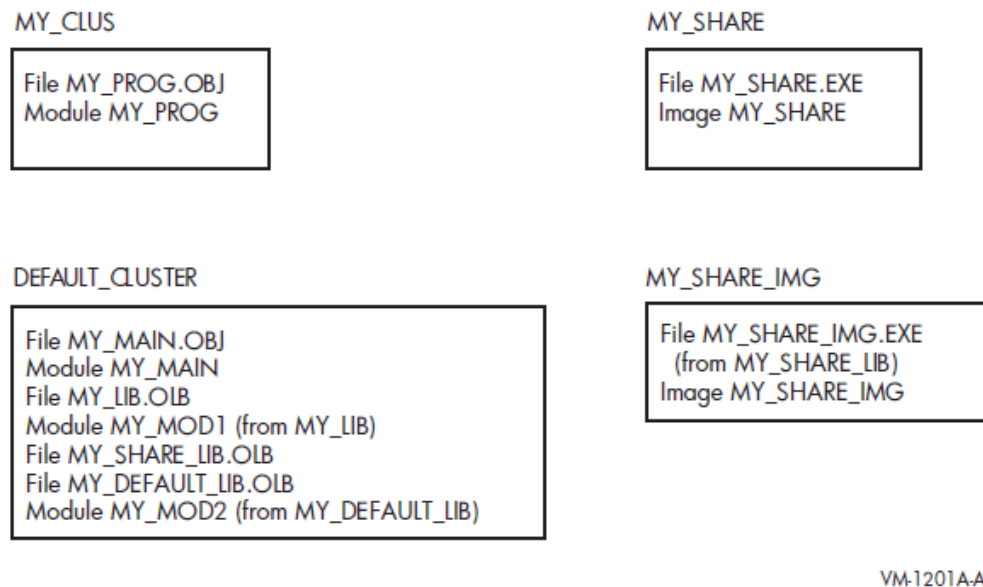 MY_CLUS
File MY_PROG.OBJ
Module MY_PROG
MY_SHARE
File MY_SHARE.EXE
Image MY_SHARE
DEFAULT_CLUSTER
File MY_MAIN.OBJ
Module MY_MAIN
File MY_LIB.OLB
Module MY_MOD1 (from MY_LIB)
File MY_SHARE_LIB.OLB
File MY_DEFAULT_LIB.OLB
Module MY_MOD2 (from MY_DEFAULT_LIB)
MY_SHARE_IMG
File MY_SHARE_IMG.EXE
(from MY_SHARE_LIB)
Image MY_SHARE_IMG
VM-1201A-A